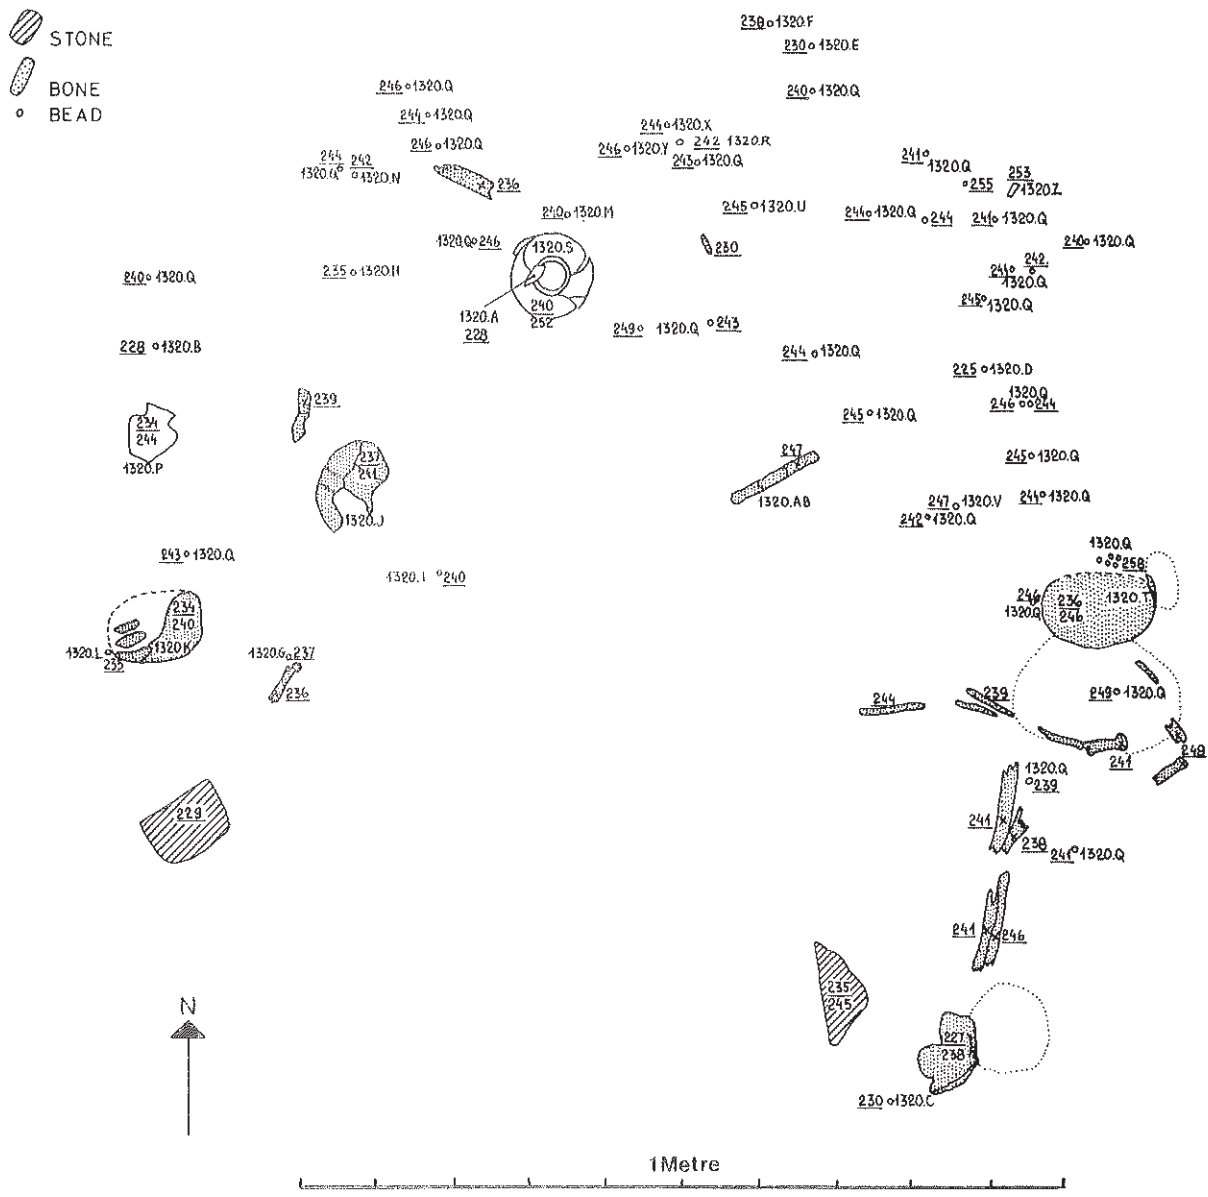 STONE
BONE
BEAD
238 1320.F
230 1320.E
246 1320.Q
240 1320.Q
244 1320.Q
244 1320.X
246 1320.Q
246 1320.Y
242 1320.R
243 1320.Q
244
1320.Q
242
1320.N
236
241
1320.Q
255
253
1320.Z
240 1320.M
245 1320.U
244 1320.Q
244
241 1320.Q
1320.Q 246
1320.S
230
240 1320.Q
240 1320.Q
235 1320.H
241
242
1320.Q
240
252
1320.A
228
245 1320.Q
249 1320.Q
243
228 1320.B
244 1320.Q
225 1320.D
1320.Q
246 244
239
234
244
1320.P
245 1320.Q
237
241
1320.J
247
1320.AB
245 1320.Q
247 1320.V
244 1320.Q
242 1320.Q
1320.Q
258
243 1320.Q
1320.I 240
246
1320.Q
236
246
1320.T
234
240
1320K
1320.L
235
1320.G 237
236
244
239
249 1320.Q
241
248
1320.Q
239
229
241
238
241 1320.Q
241
246
235
245
N
227
238
230 1320.C
1 Metre